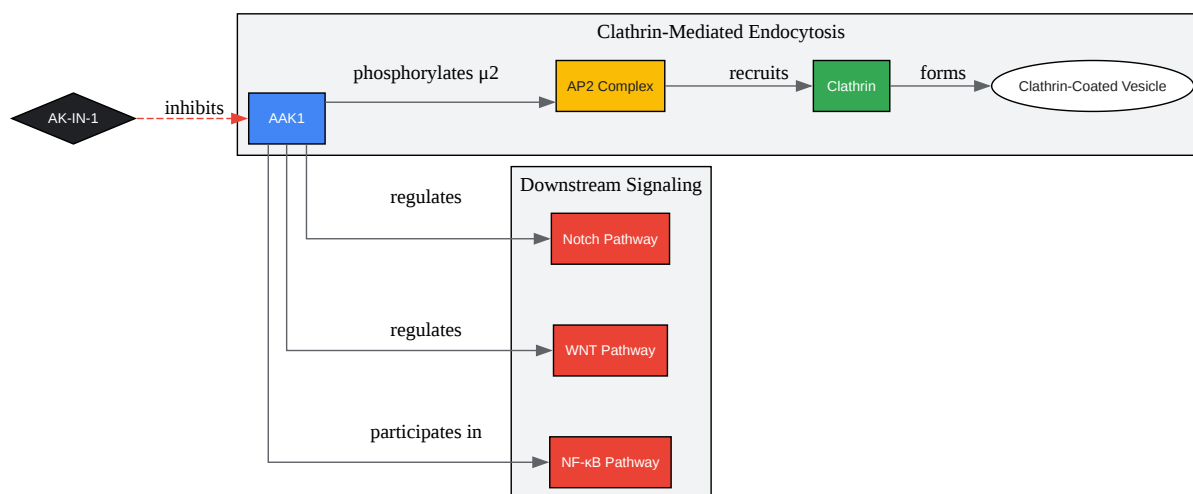 Clathrin-Mediated Endocytosis
phosphorylates μ2
recruits
forms
AP2 Complex
Clathrin
Clathrin-Coated Vesicle
inhibits
AK-IN-1
AAK1
Downstream Signaling
regulates
Notch Pathway
regulates
WNT Pathway
participates in
NF-κB Pathway